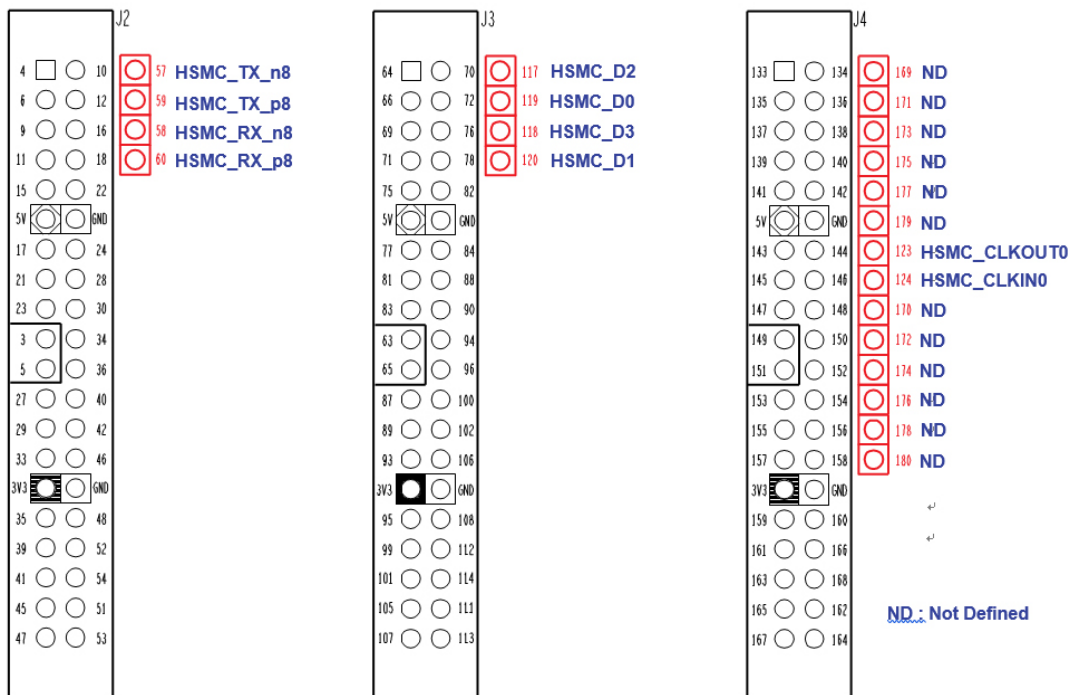 J2
4 10 57 HSMC_TX_n8
6 12 59 HSMC_TX_p8
9 16 58 HSMC_RX_n8
11 18 60 HSMC_RX_p8
15 22
5V GND
17 24
21 28
23 30
3 34
5 36
27 40
29 42
33 46
3V3 GND
35 48
39 52
41 54
45 51
47 53
J3
64 70 117 HSMC_D2
66 72 119 HSMC_D0
69 76 118 HSMC_D3
71 78 120 HSMC_D1
75 82
5V GND
77 84
81 88
83 90
63 94
65 96
87 100
89 102
93 106
3V3 GND
95 108
99 112
101 114
105 111
107 113
J4
133 134 169 ND
135 136 171 ND
137 138 173 ND
139 140 175 ND
141 142 177 ND
5V GND 179 ND
143 144 123 HSMC_CLKOUT0
145 146 124 HSMC_CLKIN0
147 148 170 ND
149 150 172 ND
151 152 174 ND
153 154 176 ND
155 156 178 ND
157 158 180 ND
3V3 GND
159 160
161 166
163 168
165 162
167 164
ND : Not Defined